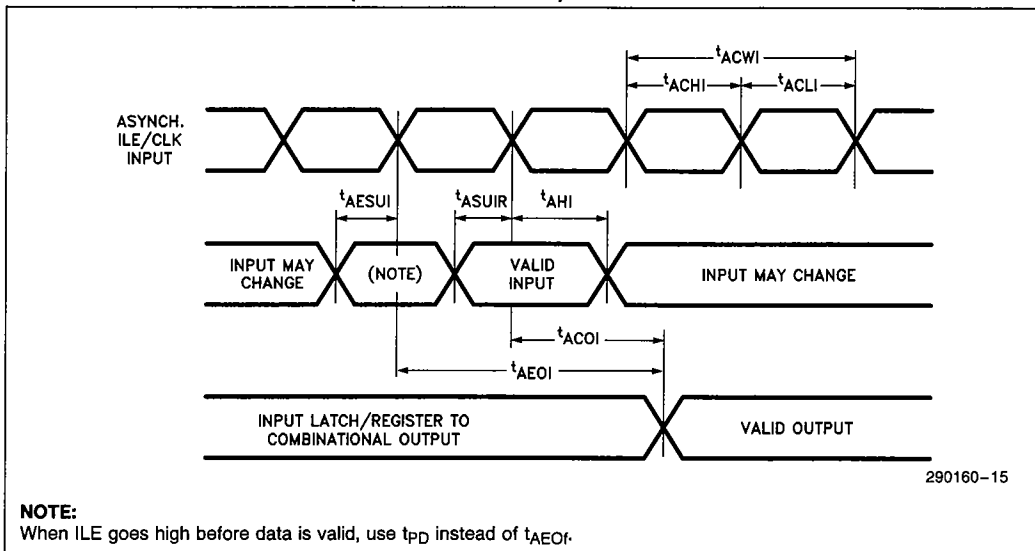 tACWI
tACHI tACLI
ASYNCH.
ILE/CLK
INPUT
tAESUI tASUIR tAHI
INPUT MAY
CHANGE
(NOTE)
VALID
INPUT
INPUT MAY CHANGE
tACOI
tAEOI
INPUT LATCH/REGISTER TO
COMBINATIONAL OUTPUT
VALID OUTPUT
290160-15
NOTE:
When ILE goes high before data is valid, use tPD instead of tAEOf.